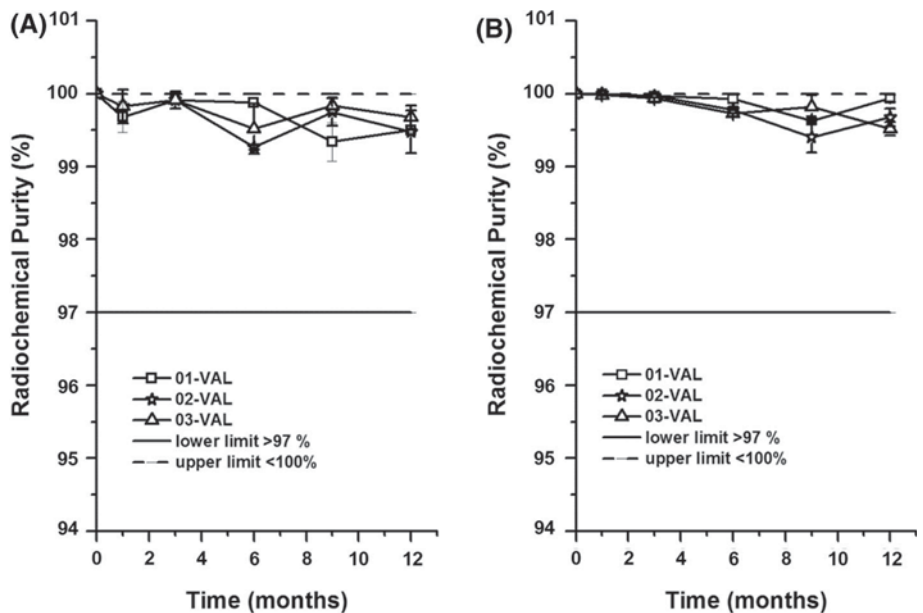 (A)
Radiochemical Purity (%)
101
100
99
98
97
96
95
94
01-VAL
02-VAL
03-VAL
lower limit >97 %
upper limit <100%
0 2 4 6 8 10 12
Time (months)
(B)
Radiochemical Purity (%)
101
100
99
98
97
96
95
94
01-VAL
02-VAL
03-VAL
lower limit >97 %
upper limit <100%
0 2 4 6 8 10 12
Time (months)